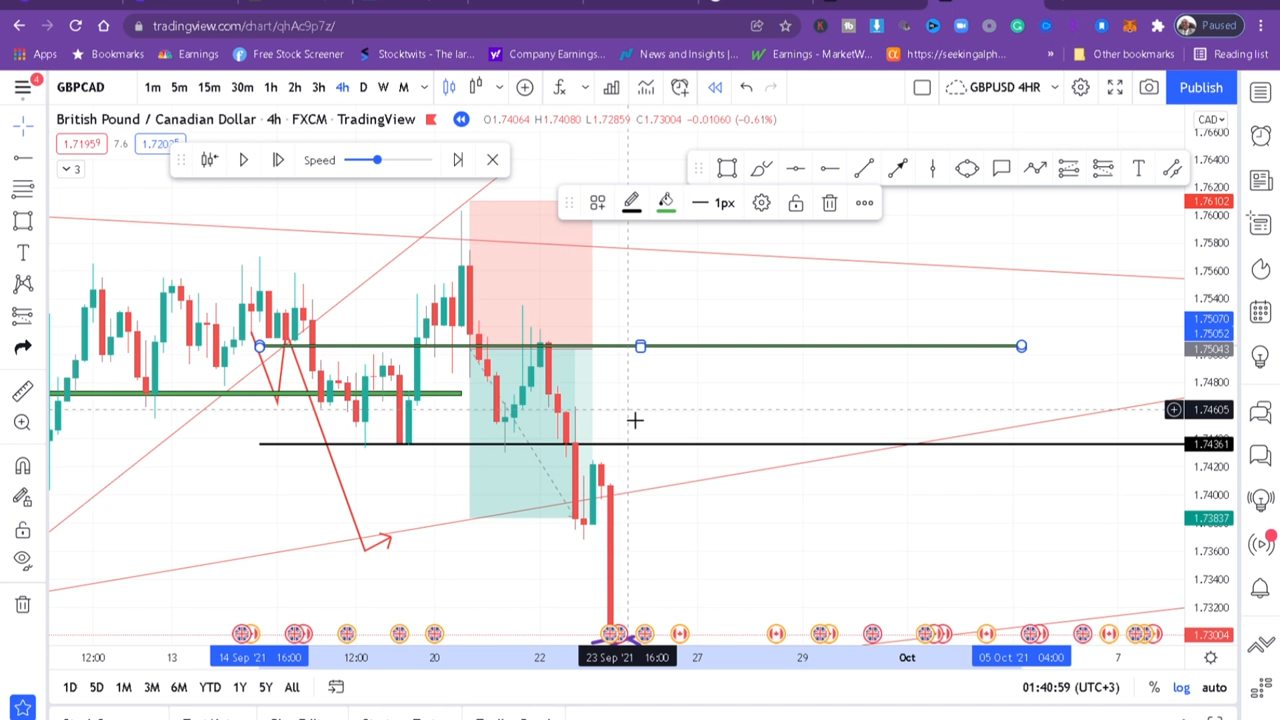 tradingview.com/chart/qhAc9p7z/
Paused
Apps
Bookmarks
Earnings
Free Stock Screener
Stocktwits - The lar...
Company Earnings...
News and Insights |...
Earnings - MarketW...
https://seekingalph...
»
Other bookmarks
Reading list
4
GBPCAD
1m 5m 15m 30m 1h 2h 3h 4h D W M
GBPUSD 4HR
Publish
British Pound / Canadian Dollar · 4h · FXCM · TradingView
O1.74064 H1.74080 L1.72859 C1.73004 −0.01060 (−0.61%)
CAD
1.71959
7.6
3
Speed
T
1px
T
1.76600
1.76400
1.76200
1.76102
1.76000
1.75800
1.75600
1.75400
1.75070
1.75052
1.75043
1.74800
1.74605
1.74361
1.74200
1.74000
1.73837
1.73600
1.73400
1.73200
1.73004
12:00
13
14 Sep '21 16:00
12:00
20
22
23 Sep '21 16:00
27
29
Oct
05 Oct '21 04:00
7
1D 5D 1M 3M 6M YTD 1Y 5Y All
01:40:59 (UTC+3)
%
log
auto